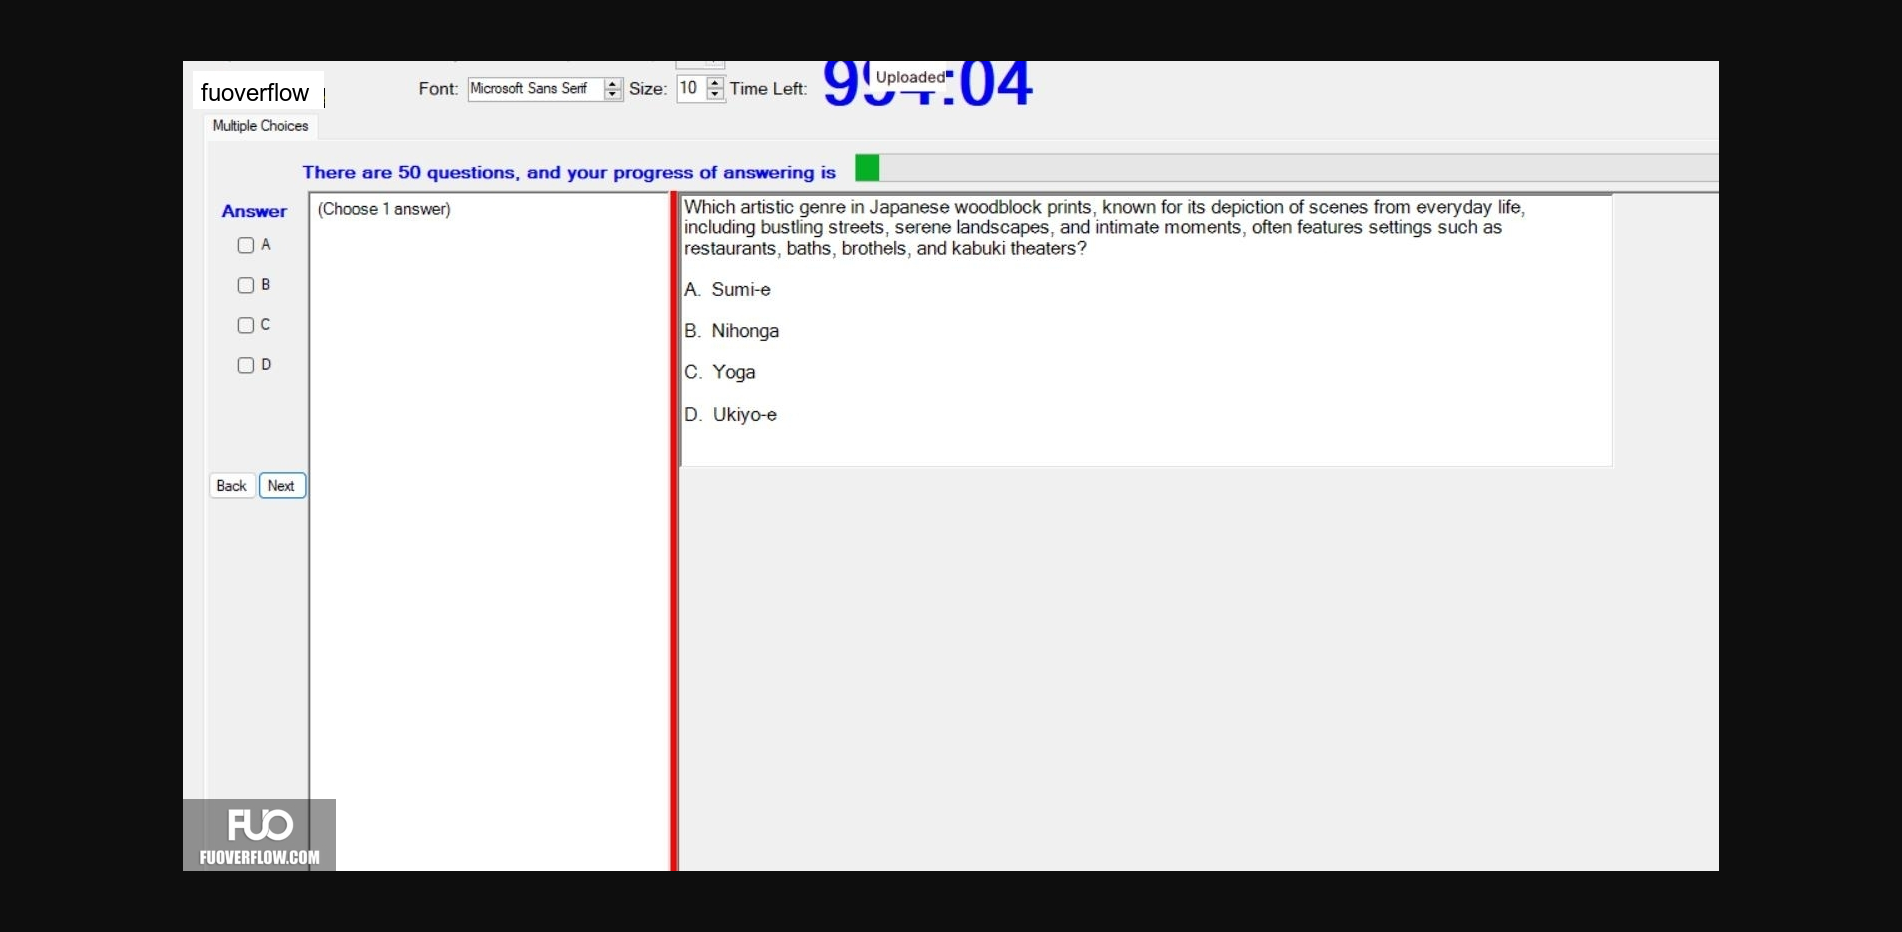 fuoverflow
Font: Microsoft Sans Serif Size: 10 Time Left:
Uploaded
:04
Multiple Choices
There are 50 questions, and your progress of answering is
Answer
(Choose 1 answer)
A
B
C
D
Back Next
Which artistic genre in Japanese woodblock prints, known for its depiction of scenes from everyday life,
including bustling streets, serene landscapes, and intimate moments, often features settings such as
restaurants, baths, brothels, and kabuki theaters?
A. Sumi-e
B. Nihonga
C. Yoga
D. Ukiyo-e
FUO
FUOVERFLOW.COM